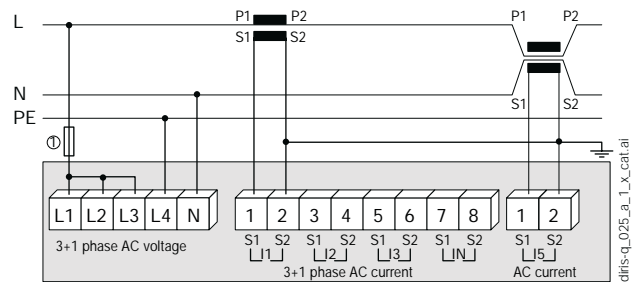 P1 P2 P1 P2
L
S1 S2
N
S1 S2
PE
①
L1 L2 L3 L4 N 1 2 3 4 5 6 7 8 1 2
S1 S2 S1 S2 S1 S2 S1 S2 S1 S2
I1 I2 I3 IN I5
3+1 phase AC voltage
3+1 phase AC current
AC current
diris-q_025_a_1_x_cat.ai